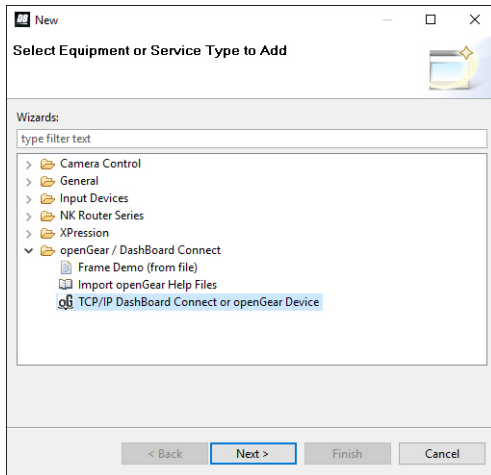 DB New
Select Equipment or Service Type to Add
Wizards:
type filter text
Camera Control
General
Input Devices
NK Router Series
XPression
openGear / DashBoard Connect
Frame Demo (from file)
Import openGear Help Files
oG TCP/IP DashBoard Connect or openGear Device
< Back Next > Finish Cancel